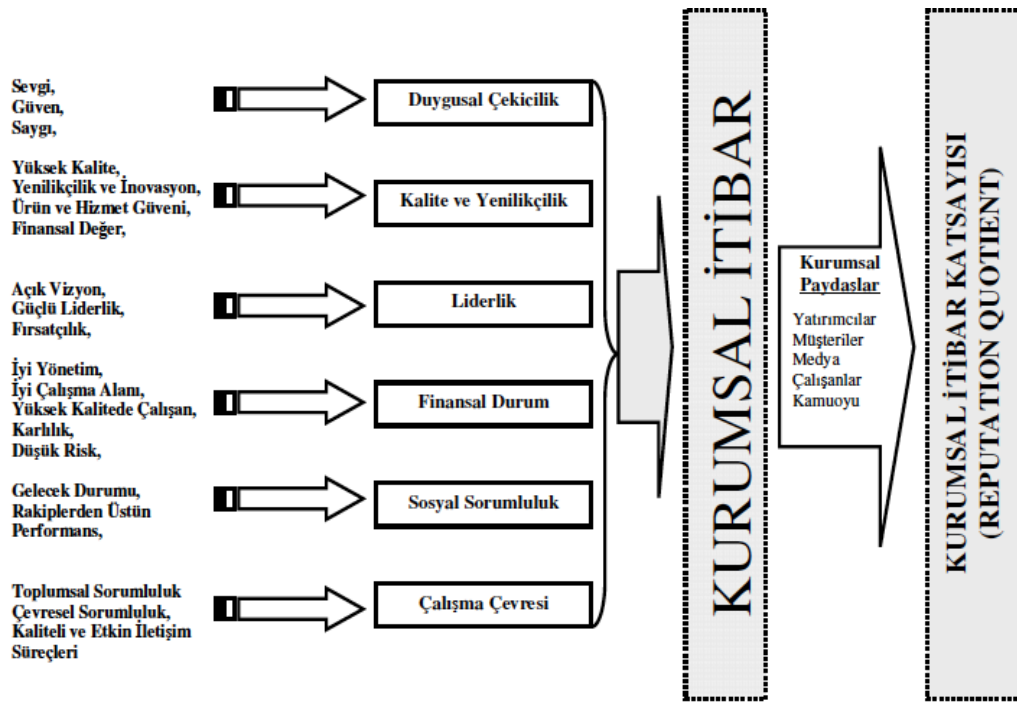 Sevgi,
Güven,
Saygı,
Duygusal Çekicilik
Yüksek Kalite,
Yenilikçilik ve İnovasyon,
Ürün ve Hizmet Güveni,
Finansal Değer,
Kalite ve Yenilikçilik
Açık Vizyon,
Güçlü Liderlik,
Fırsatçılık,
Liderlik
İyi Yönetim,
İyi Çalışma Alanı,
Yüksek Kalitede Çalışan,
Karlılık,
Düşük Risk,
Finansal Durum
Gelecek Durumu,
Rakiplerden Üstün
Performans,
Sosyal Sorumluluk
Toplumsal Sorumluluk
Çevresel Sorumluluk,
Kaliteli ve Etkin İletişim
Süreçleri
Çalışma Çevresi
KURUMSAL İTİBAR
Kurumsal
Paydaşlar
Yatırımcılar
Müşteriler
Medya
Çalışanlar
Kamuoyu
KURUMSAL İTİBAR KATSAYISI
(REPUTATION QUOTIENT)